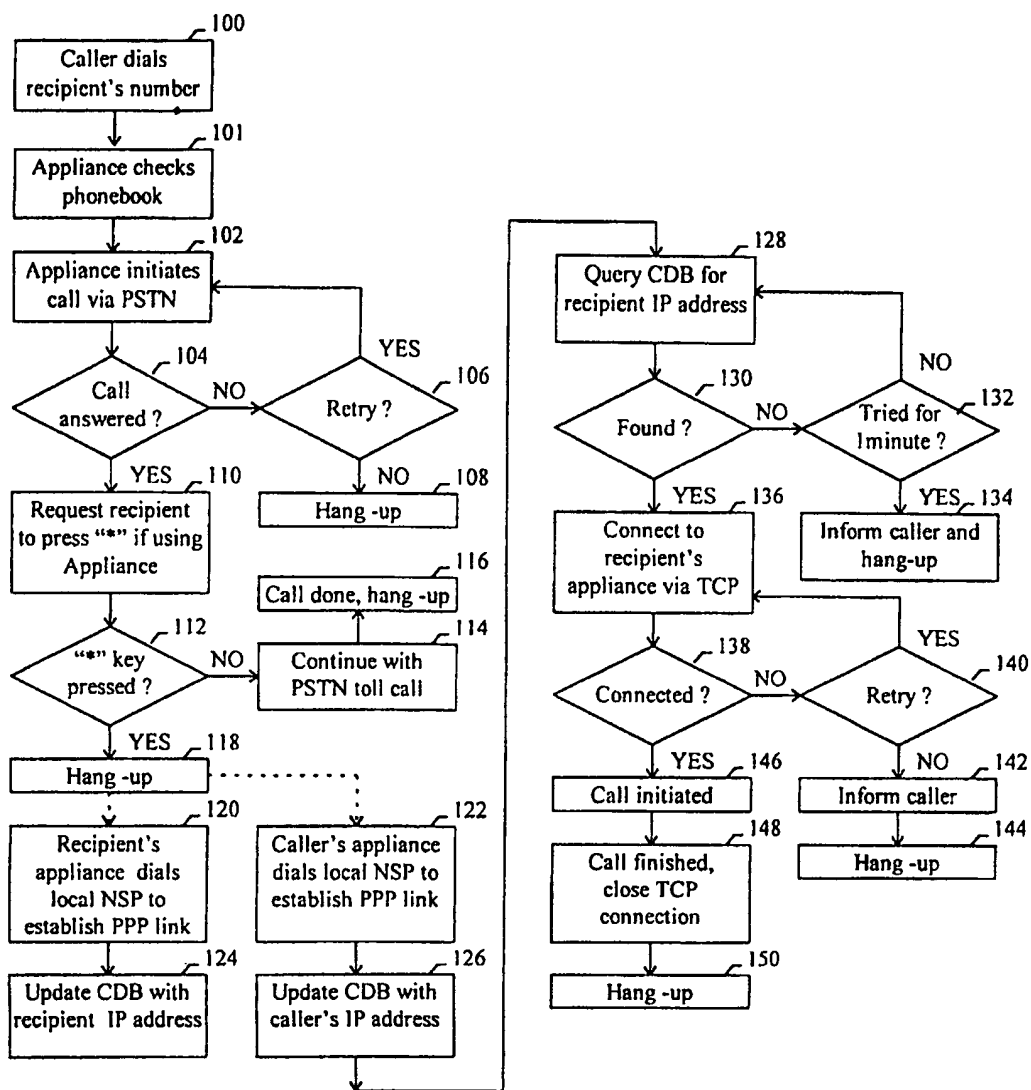 100
Caller dials
recipient's number
101
Appliance checks
phonebook
102
Appliance initiates
call via PSTN
104
Call
answered ?
NO
YES
106
Retry ?
YES
NO
108
Hang -up
110
Request recipient
to press “*” if using
Appliance
112
“*” key
pressed ?
NO
114
Continue with
PSTN toll call
116
Call done, hang -up
YES
118
Hang -up
120
Recipient's
appliance dials
local NSP to
establish PPP link
122
Caller's appliance
dials local NSP to
establish PPP link
124
Update CDB with
recipient IP address
126
Update CDB with
caller's IP address
128
Query CDB for
recipient IP address
130
Found ?
NO
132
Tried for
1minute ?
NO
YES
134
Inform caller and
hang-up
YES
136
Connect to
recipient's
appliance via TCP
138
Connected ?
NO
YES
140
Retry ?
NO
142
Inform caller
144
Hang -up
YES
146
Call initiated
148
Call finished,
close TCP
connection
150
Hang -up